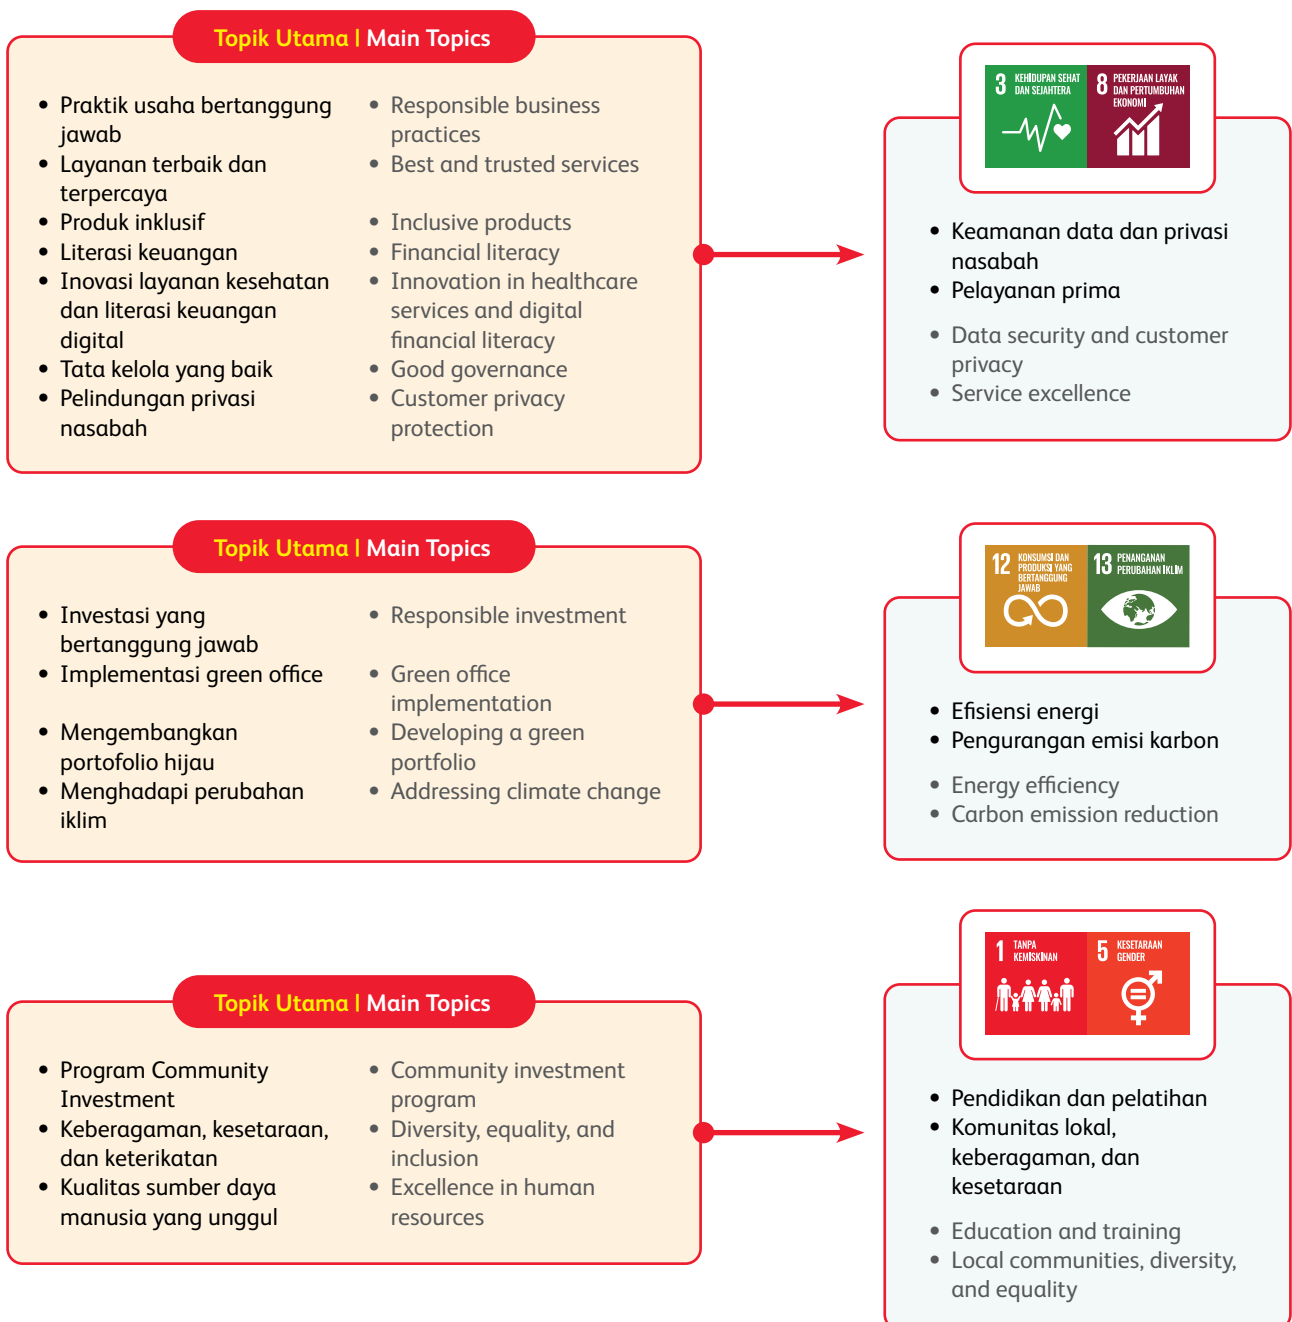 Topik Utama | Main Topics
• Praktik usaha bertanggung
jawab
• Layanan terbaik dan
terpercaya
• Produk inklusif
• Literasi keuangan
• Inovasi layanan kesehatan
dan literasi keuangan
digital
• Tata kelola yang baik
• Pelindungan privasi
nasabah
• Responsible business
practices
• Best and trusted services
• Inclusive products
• Financial literacy
• Innovation in healthcare
services and digital
financial literacy
• Good governance
• Customer privacy
protection
3 KEHIDUPAN SEHAT
DAN SEJAHTERA
8 PEKERJAAN LAYAK
DAN PERTUMBUHAN
EKONOMI
• Keamanan data dan privasi
nasabah
• Pelayanan prima
• Data security and customer
privacy
• Service excellence
Topik Utama | Main Topics
• Investasi yang
bertanggung jawab
• Implementasi green office
• Mengembangkan
portofolio hijau
• Menghadapi perubahan
iklim
• Responsible investment
• Green office
implementation
• Developing a green
portfolio
• Addressing climate change
12 KONSUMSI DAN
PRODUKSI YANG
BERTANGGUNG
JAWAB
13 PENANGANAN
PERUBAHAN IKLIM
• Efisiensi energi
• Pengurangan emisi karbon
• Energy efficiency
• Carbon emission reduction
Topik Utama | Main Topics
• Program Community
Investment
• Keberagaman, kesetaraan,
dan keterikatan
• Kualitas sumber daya
manusia yang unggul
• Community investment
program
• Diversity, equality, and
inclusion
• Excellence in human
resources
1 TANPA
KEMISKINAN
5 KESETARAAN
GENDER
• Pendidikan dan pelatihan
• Komunitas lokal,
keberagaman, dan
kesetaraan
• Education and training
• Local communities, diversity,
and equality